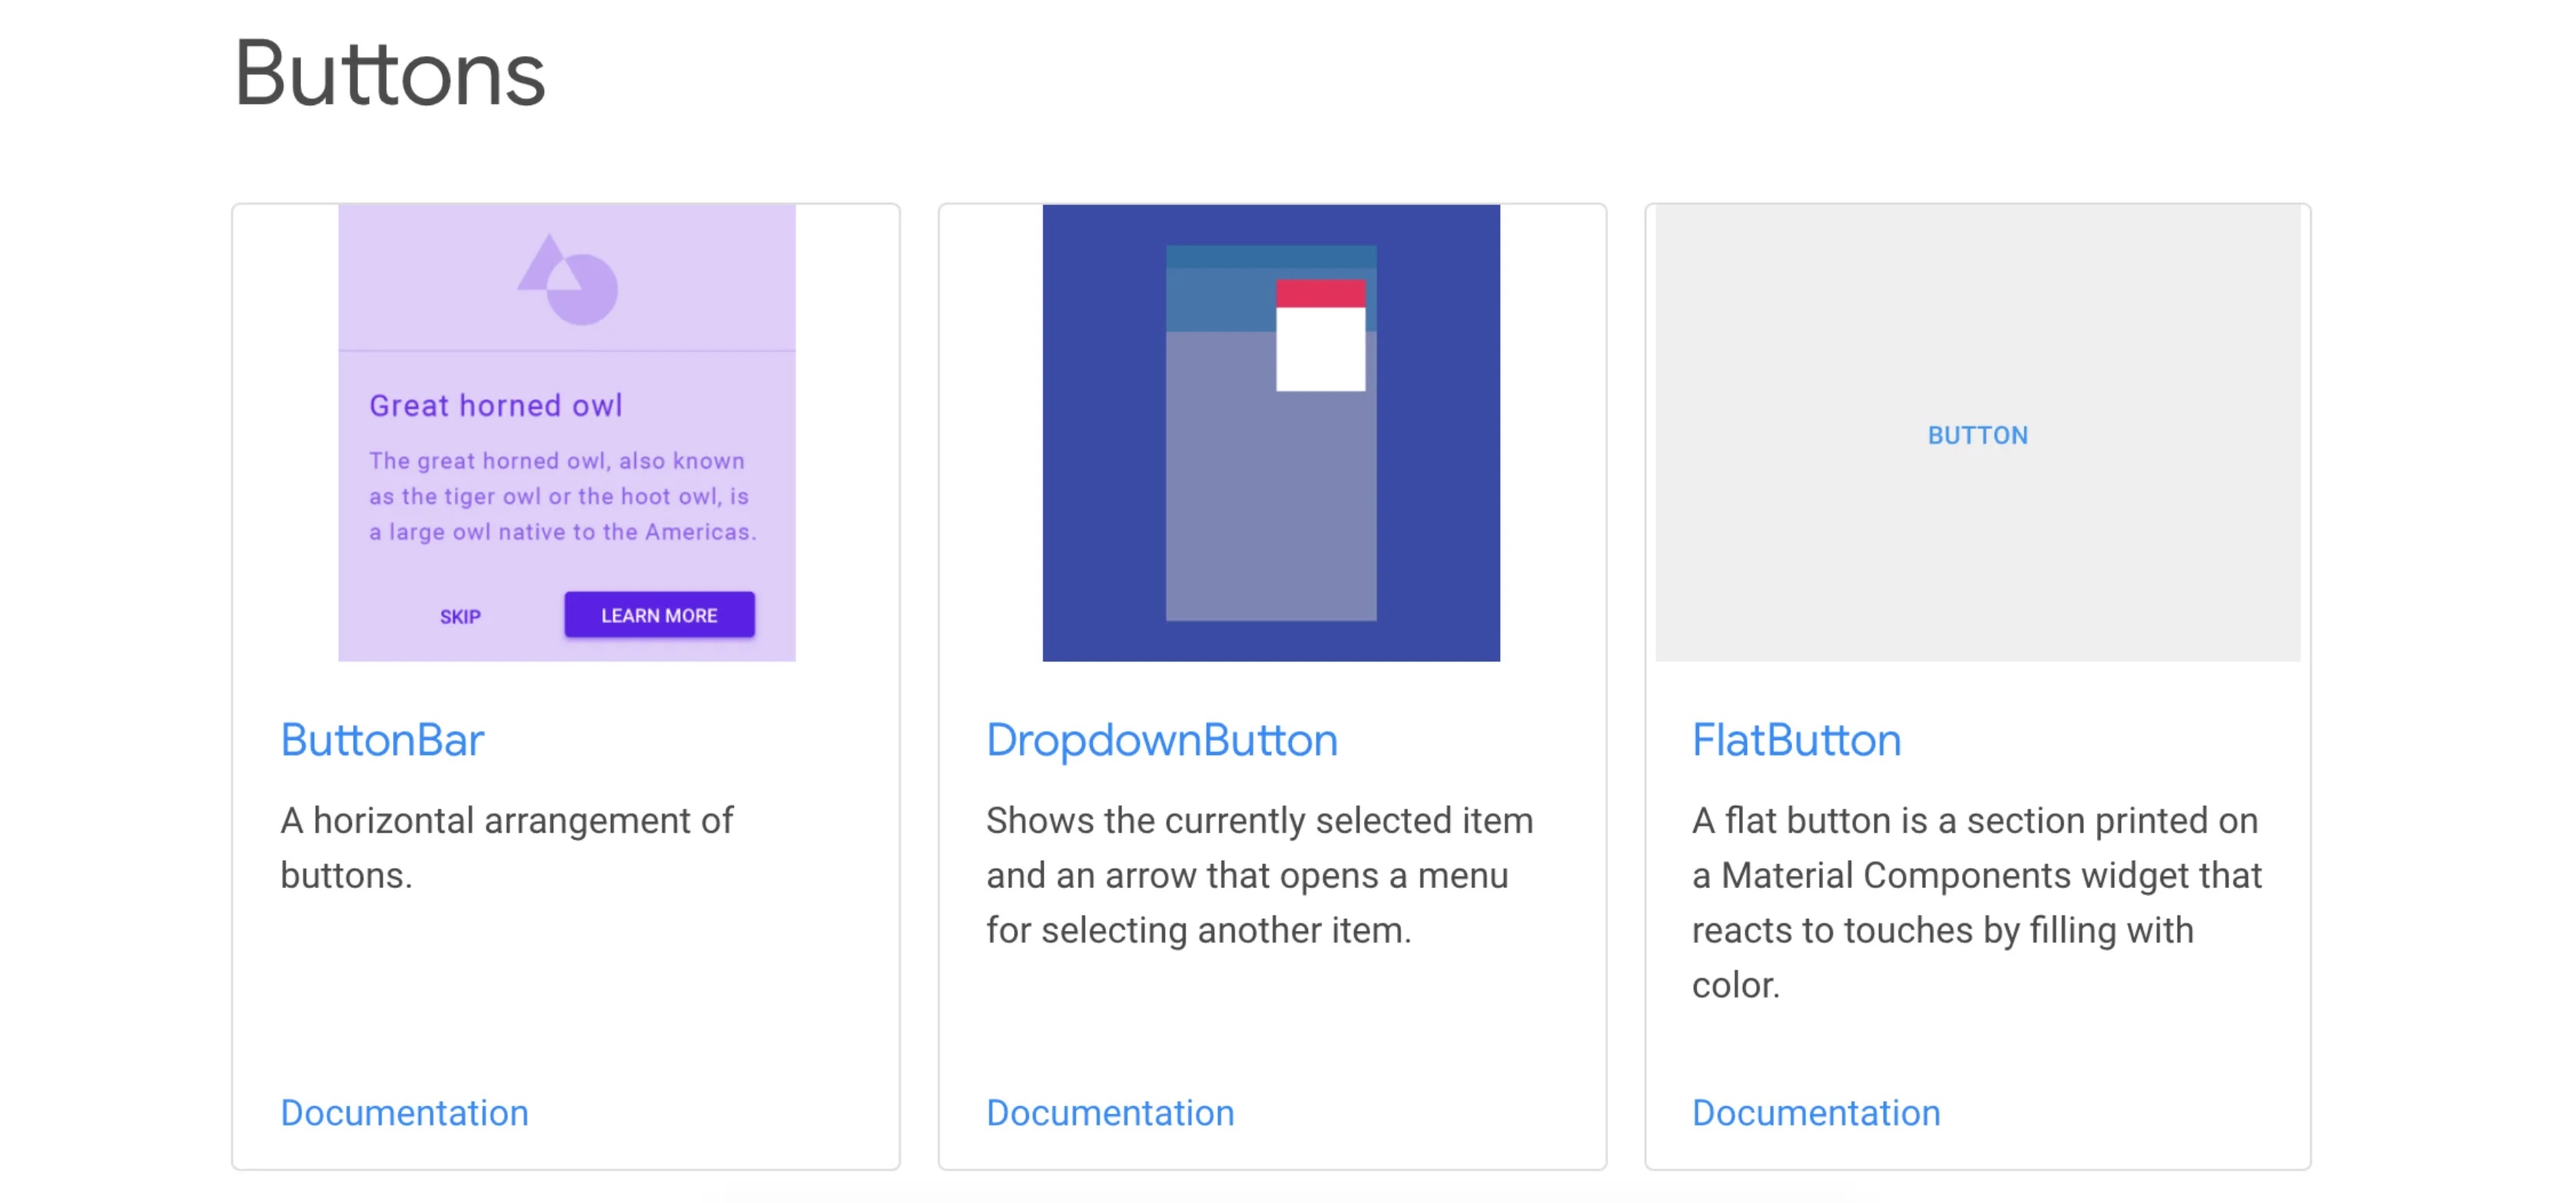 Buttons
Great horned owl
The great horned owl, also known
as the tiger owl or the hoot owl, is
a large owl native to the Americas.
SKIP
LEARN MORE
ButtonBar
A horizontal arrangement of
buttons.
Documentation
DropdownButton
Shows the currently selected item
and an arrow that opens a menu
for selecting another item.
Documentation
BUTTON
FlatButton
A flat button is a section printed on
a Material Components widget that
reacts to touches by filling with
color.
Documentation